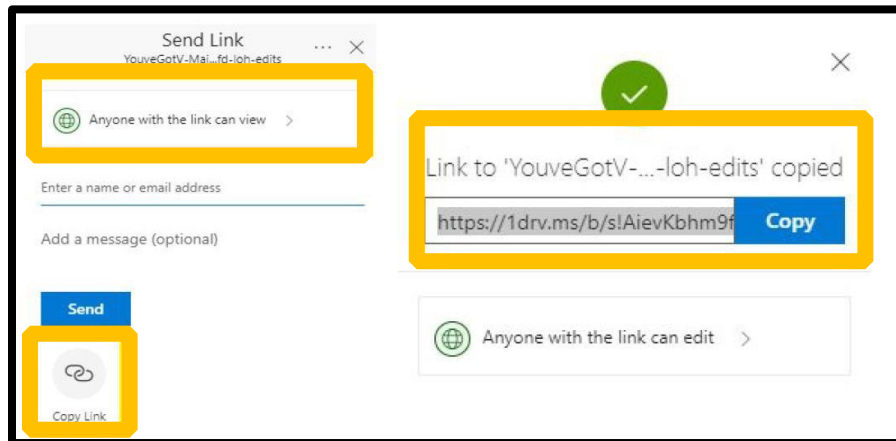 Send Link
YouveGotV-Mai...fd-loh-edits
Anyone with the link can view
Enter a name or email address
Add a message (optional)
Send
Copy Link
Link to 'YouveGotV-...-loh-edits' copied
https://1drv.ms/b/s!AievKbhm9f
Copy
Anyone with the link can edit